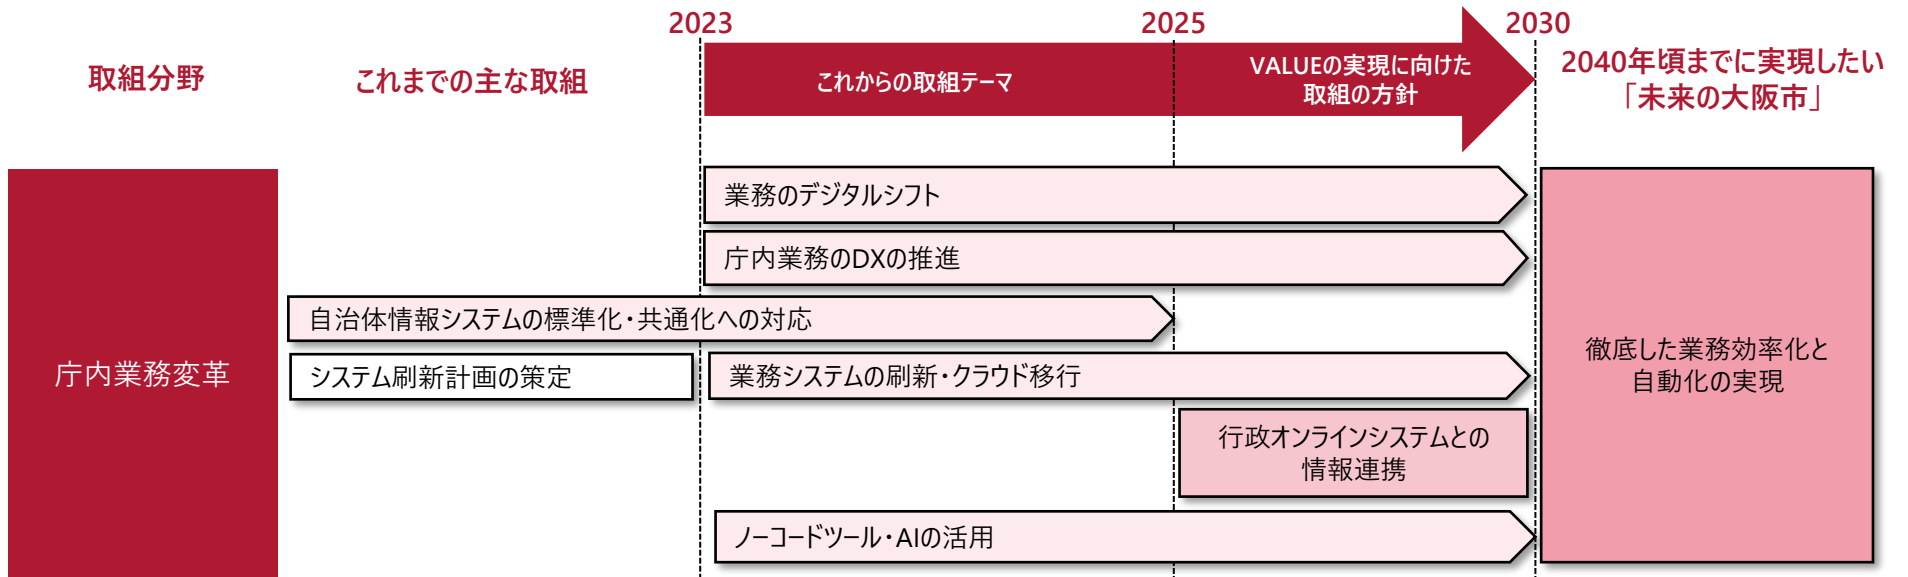 2023
2025
2030
取組分野
これまでの主な取組
これからの取組テーマ
VALUEの実現に向けた
取組の方針
2040年頃までに実現したい
「未来の大阪市」
庁内業務変革
業務のデジタルシフト
庁内業務のDXの推進
自治体情報システムの標準化・共通化への対応
システム刷新計画の策定
業務システムの刷新・クラウド移行
行政オンラインシステムとの
情報連携
ノーコードツール・AIの活用
徹底した業務効率化と
自動化の実現